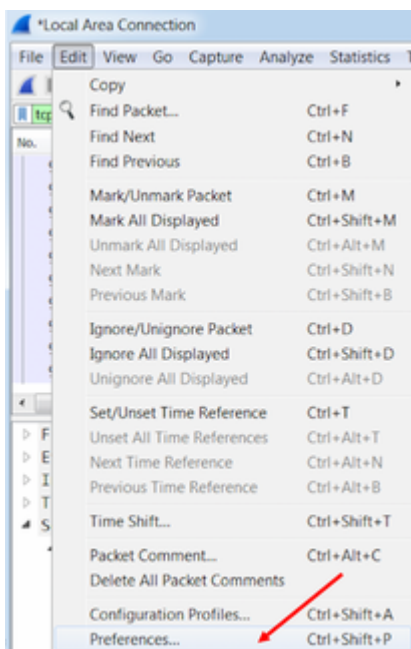 *Local Area Connection
File Edit View Go Capture Analyze Statistics
tcp
No.
Copy
Find Packet... Ctrl+F
Find Next Ctrl+N
Find Previous Ctrl+B
Mark/Unmark Packet Ctrl+M
Mark All Displayed Ctrl+Shift+M
Unmark All Displayed Ctrl+Alt+M
Next Mark Ctrl+Shift+N
Previous Mark Ctrl+Shift+B
Ignore/Unignore Packet Ctrl+D
Ignore All Displayed Ctrl+Shift+D
Unignore All Displayed Ctrl+Alt+D
Set/Unset Time Reference Ctrl+T
Unset All Time References Ctrl+Alt+T
Next Time Reference Ctrl+Alt+N
Previous Time Reference Ctrl+Alt+B
Time Shift... Ctrl+Shift+T
Packet Comment... Ctrl+Alt+C
Delete All Packet Comments
Configuration Profiles... Ctrl+Shift+A
Preferences... Ctrl+Shift+P